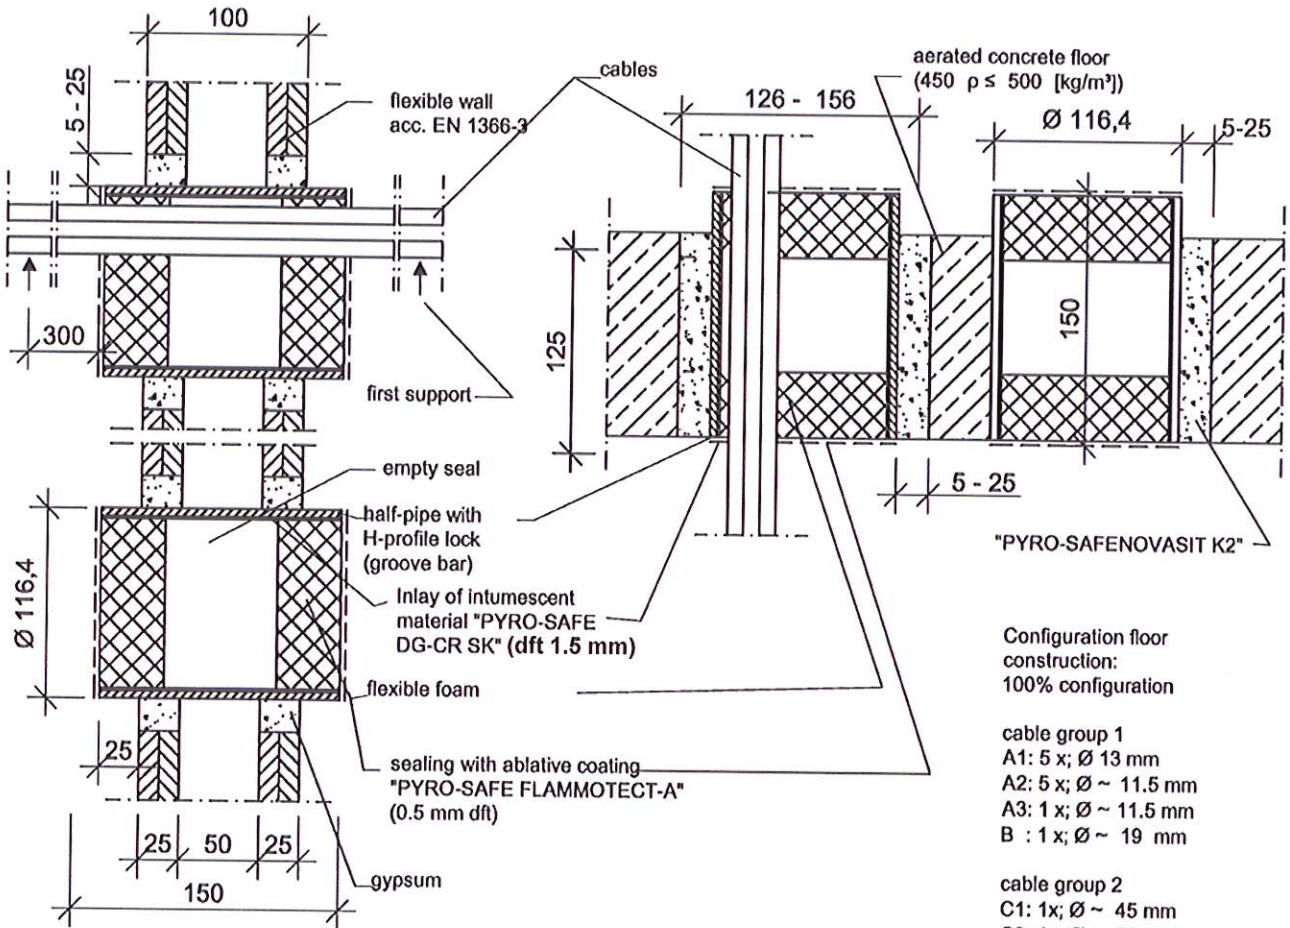 100
5 - 25
cables
flexible wall
acc. EN 1366-3
aerated concrete floor
(450 ρ ≤ 500 [kg/m³])
126 - 156
Ø 116,4
5-25
300
first support
125
150
5 - 25
empty seal
half-pipe with
H-profile lock
(groove bar)
"PYRO-SAFENOVASIT K2"
Ø 116,4
Inlay of intumescent
material "PYRO-SAFE
DG-CR SK" (dft 1.5 mm)
flexible foam
25
sealing with ablative coating
"PYRO-SAFE FLAMMOTECT-A"
(0.5 mm dft)
25
50
25
150
gypsum
Configuration floor
construction:
100% configuration
cable group 1
A1: 5 x; Ø 13 mm
A2: 5 x; Ø ~ 11.5 mm
A3: 1 x; Ø ~ 11.5 mm
B : 1 x; Ø ~ 19 mm
cable group 2
C1: 1x; Ø ~ 45 mm